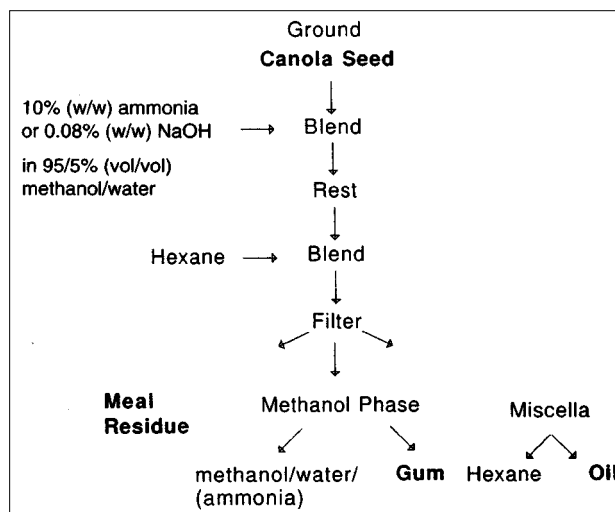 Ground
Canola Seed
10% (w/w) ammonia
or 0.08% (w/w) NaOH
in 95/5% (vol/vol)
methanol/water
Blend
Rest
Hexane
Blend
Filter
Meal
Residue
Methanol Phase
Miscella
methanol/water/
(ammonia)
Gum
Hexane
Oil